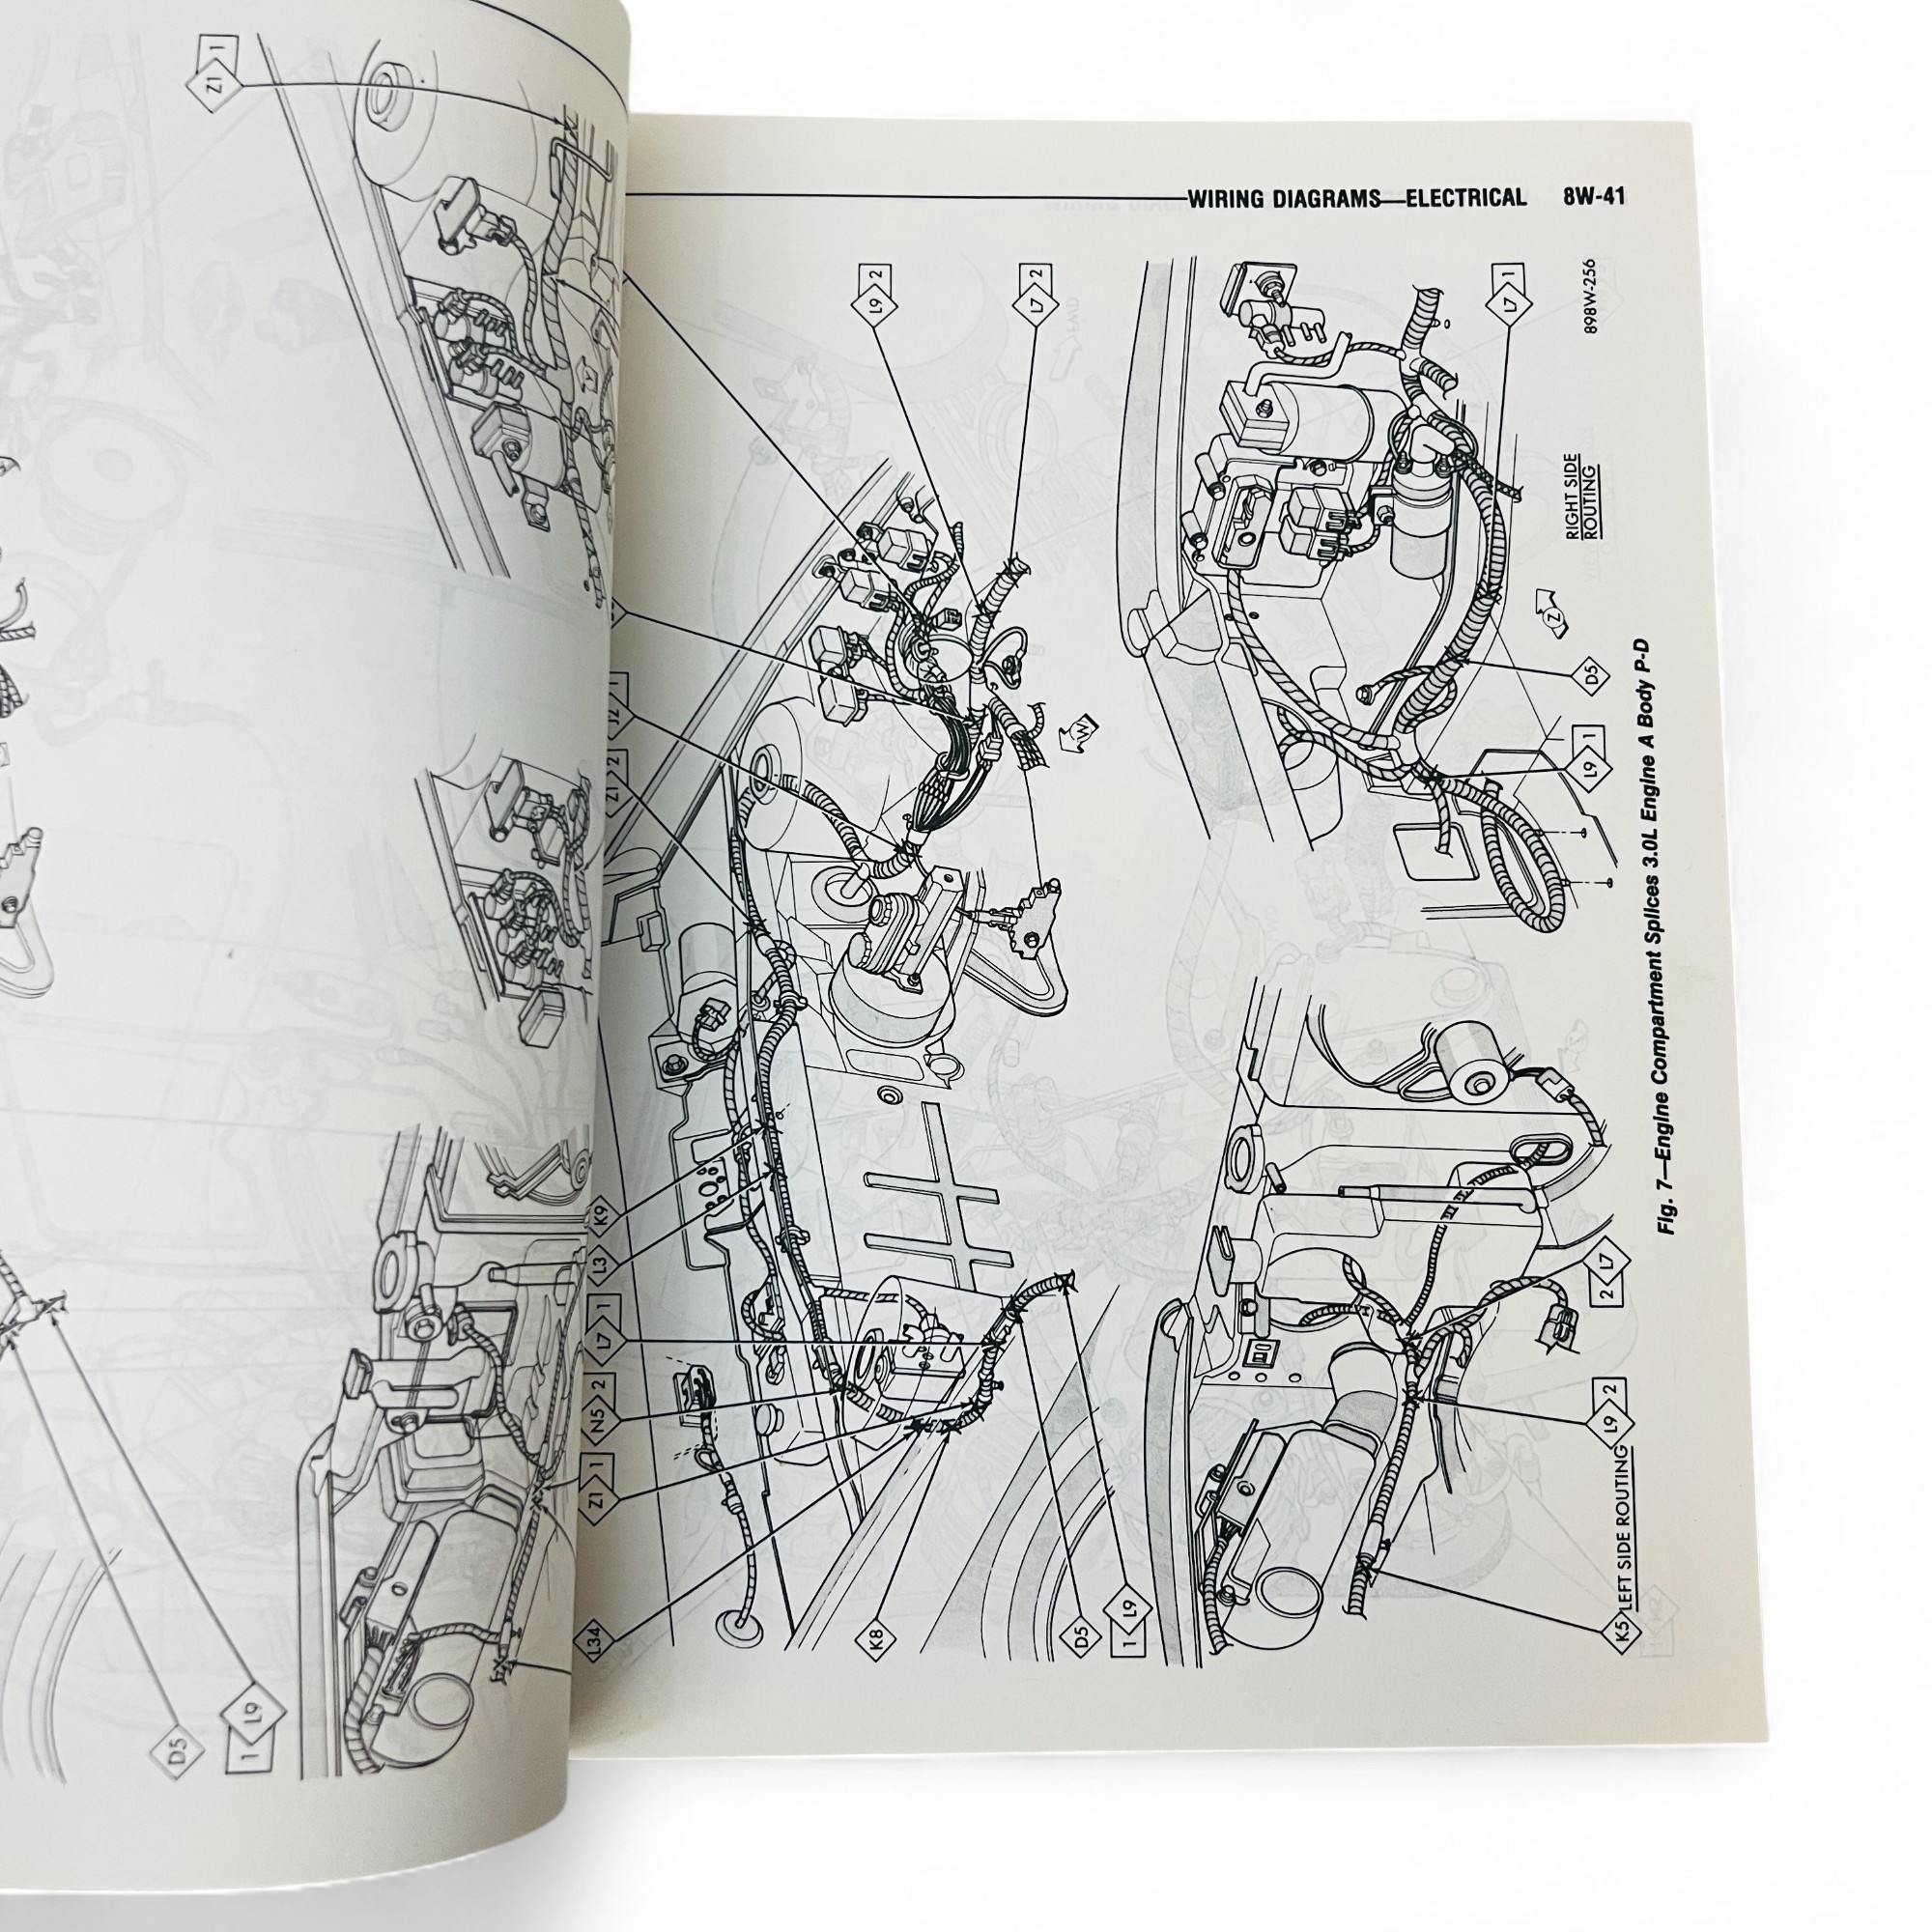 Z1 1
D5
1 L9
WIRING DIAGRAMS—ELECTRICAL 8W-41
L9 2
L7 2
J2 1
Z1 2
K9
L3
L7 1
N5 2
Z1 1
L34
K8
D5
1 L9
W
L7 1
898W-256
RIGHT SIDE
ROUTING
Z
D5
L9 1
2 L7
L9 2
K5
LEFT SIDE ROUTING
Fig. 7—Engine Compartment Splices 3.0L Engine A Body P-D